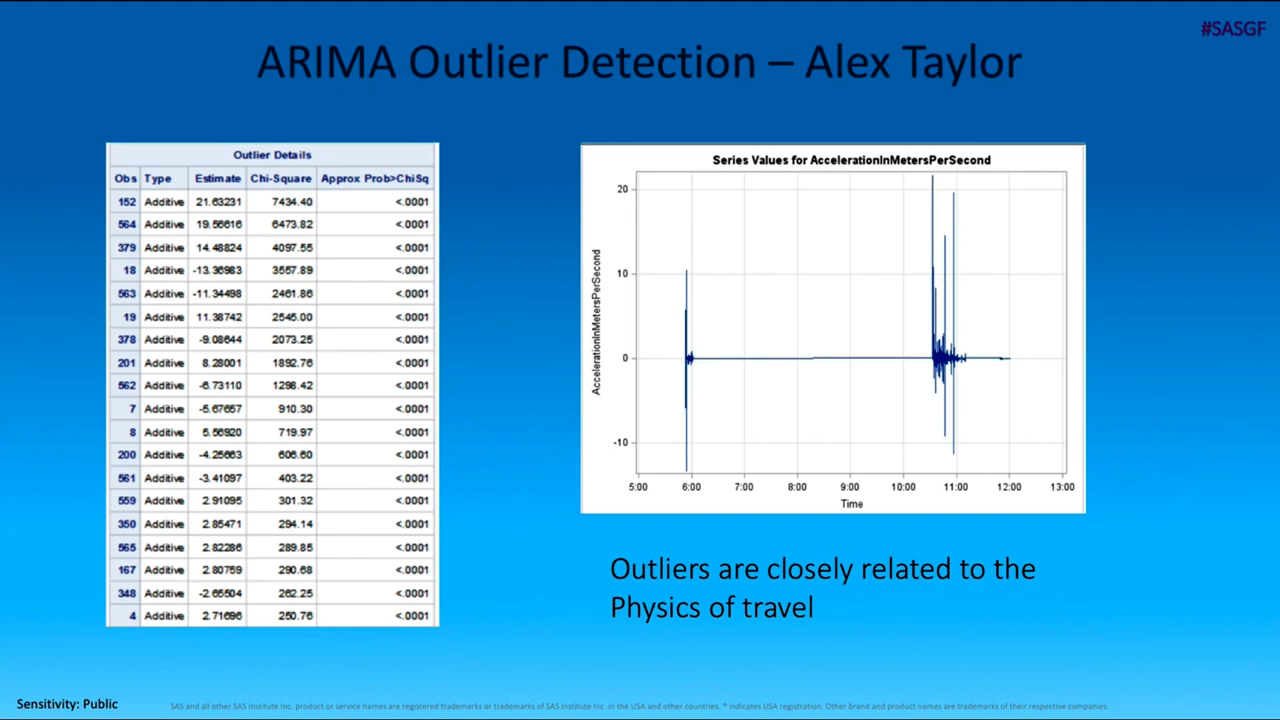 #SASGF
ARIMA Outlier Detection – Alex Taylor
Outlier Details
Obs Type Estimate Chi-Square Approx Prob>ChiSq
152 Additive 21.63231 7434.40 <.0001
564 Additive 19.56616 6473.82 <.0001
379 Additive 14.48824 4097.55 <.0001
18 Additive -13.36983 3557.89 <.0001
563 Additive -11.34498 2461.86 <.0001
19 Additive 11.38742 2545.00 <.0001
378 Additive -9.08644 2073.25 <.0001
201 Additive 8.28001 1892.76 <.0001
562 Additive -6.73110 1298.42 <.0001
7 Additive -5.67657 910.30 <.0001
8 Additive 5.56920 719.97 <.0001
200 Additive -4.25663 606.60 <.0001
561 Additive -3.41097 403.22 <.0001
559 Additive 2.91095 301.32 <.0001
350 Additive 2.85471 294.14 <.0001
565 Additive 2.82286 289.85 <.0001
167 Additive 2.80759 290.68 <.0001
348 Additive -2.65504 262.25 <.0001
4 Additive 2.71696 250.76 <.0001
Series Values for AccelerationInMetersPerSecond
AccelerationInMetersPerSecond
20
10
0
-10
5:00 6:00 7:00 8:00 9:00 10:00 11:00 12:00 13:00
Time
Outliers are closely related to the
Physics of travel
Sensitivity: Public
SAS and all other SAS Institute Inc. product or service names are registered trademarks or trademarks of SAS Institute Inc. in the USA and other countries. ® indicates USA registration. Other brand and product names are trademarks of their respective companies.